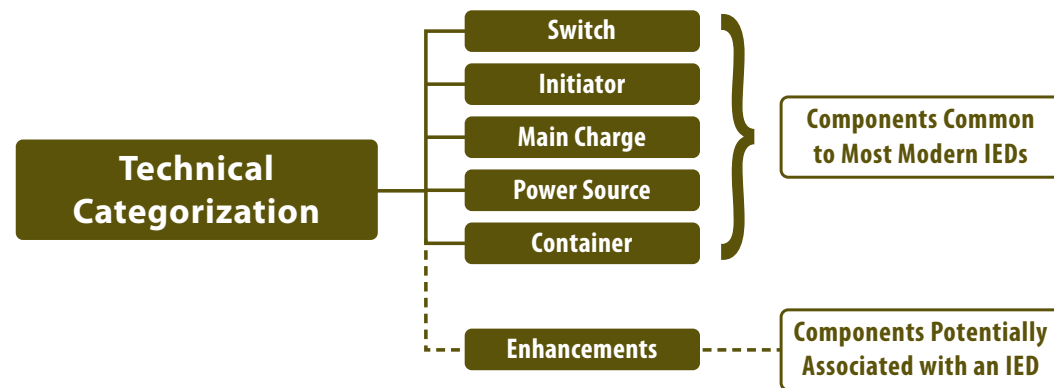 Technical
Categorization
Switch
Initiator
Main Charge
Power Source
Container
Enhancements
Components Common
to Most Modern IEDs
Components Potentially
Associated with an IED